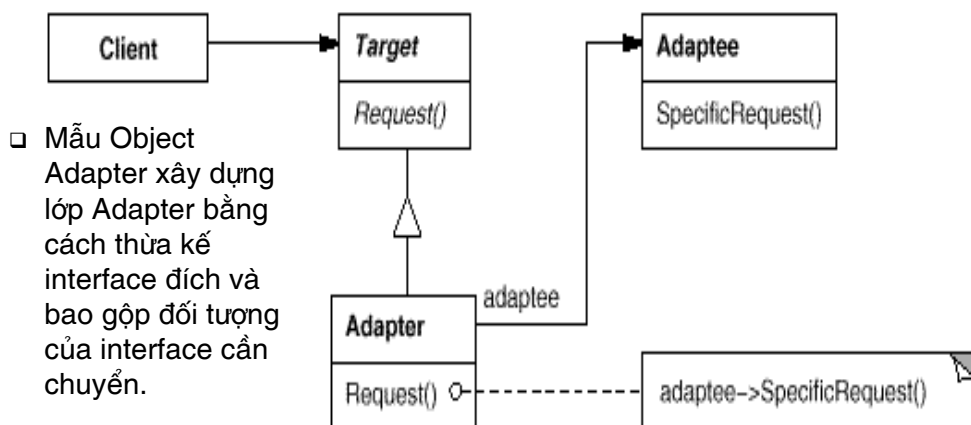 Client
Target
Request()
Adaptee
SpecificRequest()
❑ Mẫu Object
Adapter xây dựng
lớp Adapter bằng
cách thừa kế
interface đích và
bao gộp đối tượng
của interface cần
chuyển.
adaptee
Adapter
Request()
adaptee->SpecificRequest()